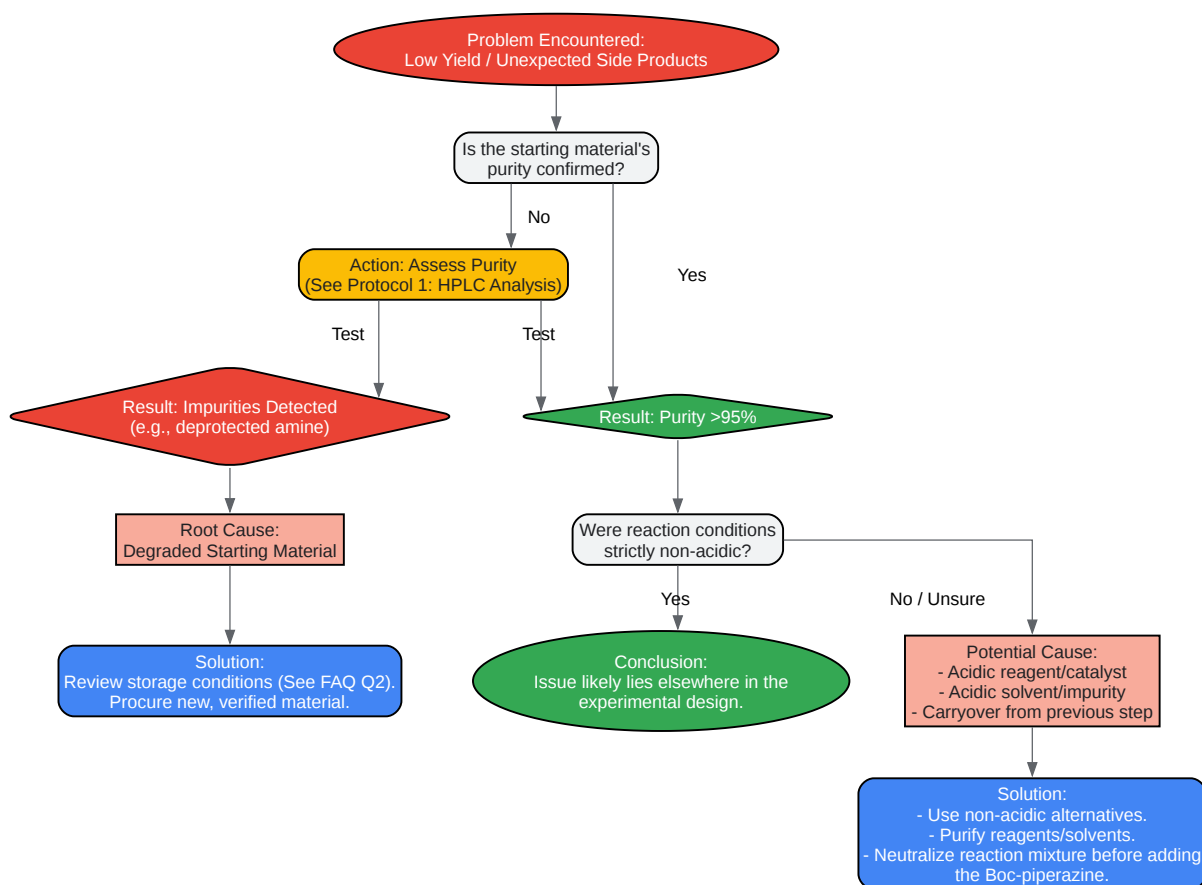 Problem Encountered:
Low Yield / Unexpected Side Products
Is the starting material's
purity confirmed?
No
Yes
Action: Assess Purity
(See Protocol 1: HPLC Analysis)
Test
Test
Result: Impurities Detected
(e.g., deprotected amine)
Result: Purity >95%
Root Cause:
Degraded Starting Material
Were reaction conditions
strictly non-acidic?
Yes
No / Unsure
Solution:
Review storage conditions (See FAQ Q2).
Procure new, verified material.
Conclusion:
Issue likely lies elsewhere in the
experimental design.
Potential Cause:
- Acidic reagent/catalyst
- Acidic solvent/impurity
- Carryover from previous step
Solution:
- Use non-acidic alternatives.
- Purify reagents/solvents.
- Neutralize reaction mixture before adding
the Boc-piperazine.